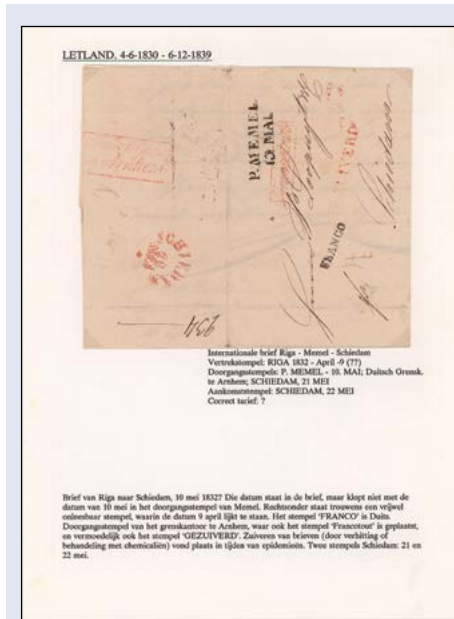 LETLAND, 4-6-1830 - 6-12-1839
P. MEMEL
10. MAI
FRANCO
234
Internationale brief Riga - Memel - Schiedam
Vertrekstempel: RIGA 1832 - April -9 (??)
Doorgangstempels: P. MEMEL - 10. MAI; Duitsch Grensk.
te Arnhem; SCHIEDAM, 21 MEI
Aankomststempel: SCHIEDAM, 22 MEI
Correct tarief: ?
Brief van Riga naar Schiedam, 10 mei 1832? Die datum staat in de brief, maar klopt niet met de
datum van 10 mei in het doorgangstempel van Memel. Rechtsonder staat trouwens een vrijwel
onleesbaar stempel, waarin de datum 9 april lijkt te staan. Het stempel 'FRANCO' is Duits.
Doorgangsstempel van het grenskantoor te Arnhem, waar ook het stempel 'Francotout' is geplaatst,
en vermoedelijk ook het stempel 'GEZUIVERD'. Zuiveren van brieven (door verhitting of
behandeling met chemicaliën) vond plaats in tijden van epidemieën. Twee stempels Schiedam: 21 en
22 mei.